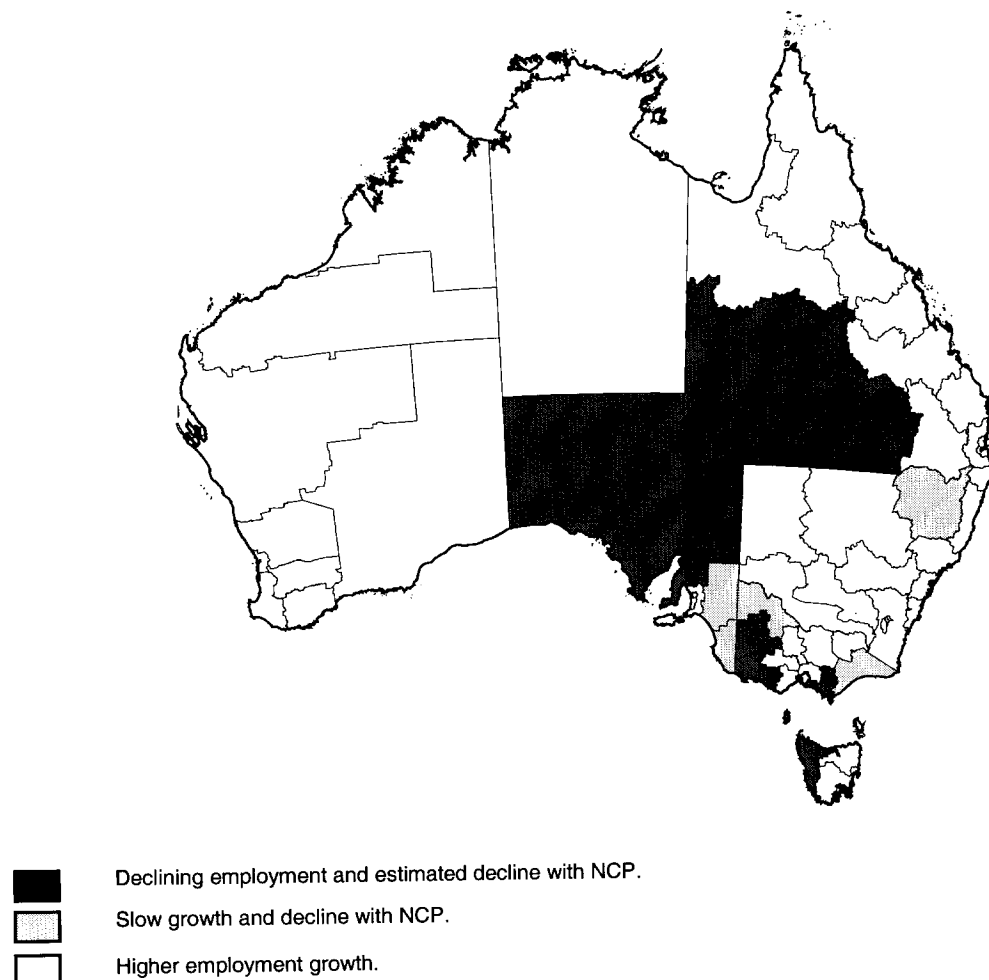 Declining employment and estimated decline with NCP.
Slow growth and decline with NCP.
Higher employment growth.